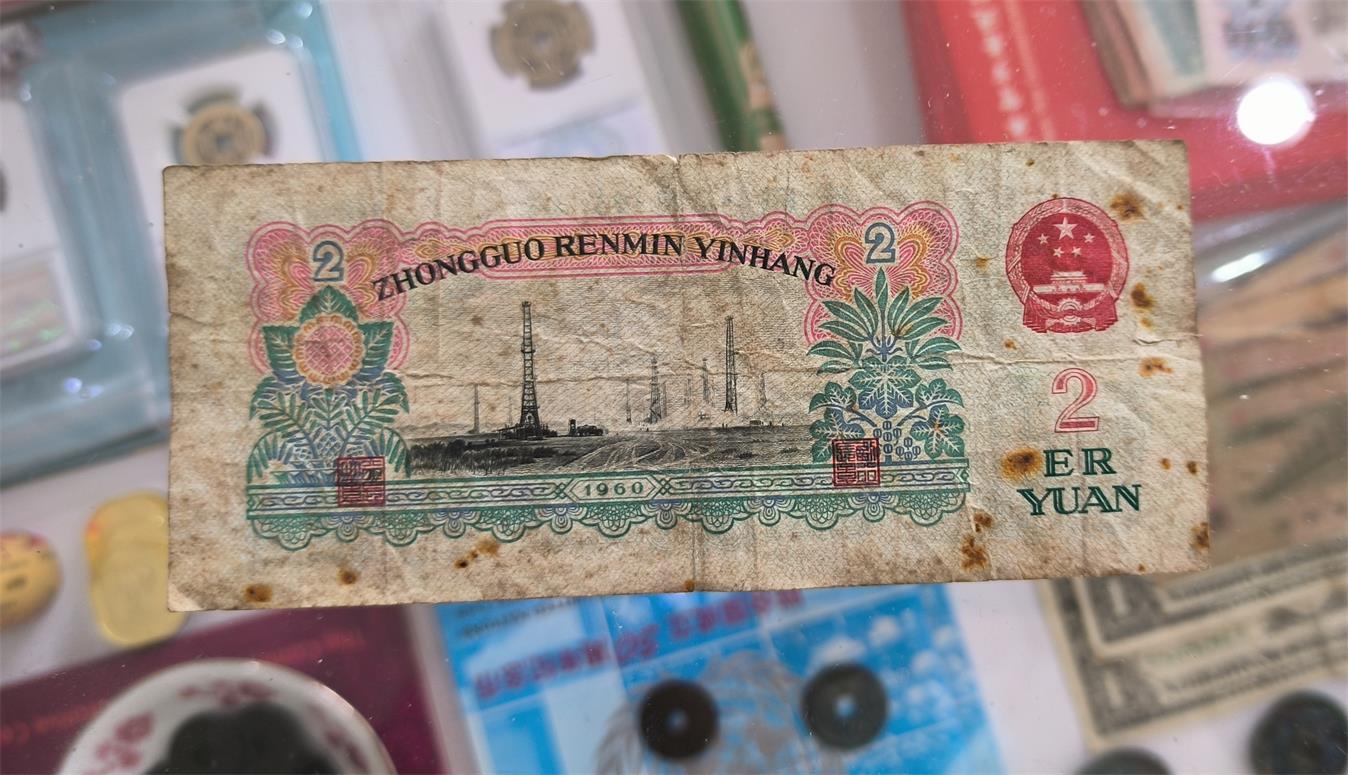 2
2
ZHONGGUO RENMIN YINHANG
2
ER
YUAN
1960